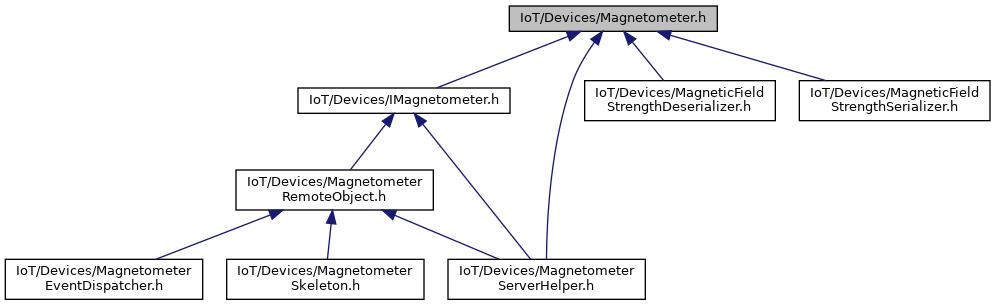 IoT/Devices/Magnetometer.h
IoT/Devices/IMagnetometer.h
IoT/Devices/MagneticField
StrengthDeserializer.h
IoT/Devices/MagneticField
StrengthSerializer.h
IoT/Devices/Magnetometer
RemoteObject.h
IoT/Devices/Magnetometer
EventDispatcher.h
IoT/Devices/Magnetometer
Skeleton.h
IoT/Devices/Magnetometer
ServerHelper.h